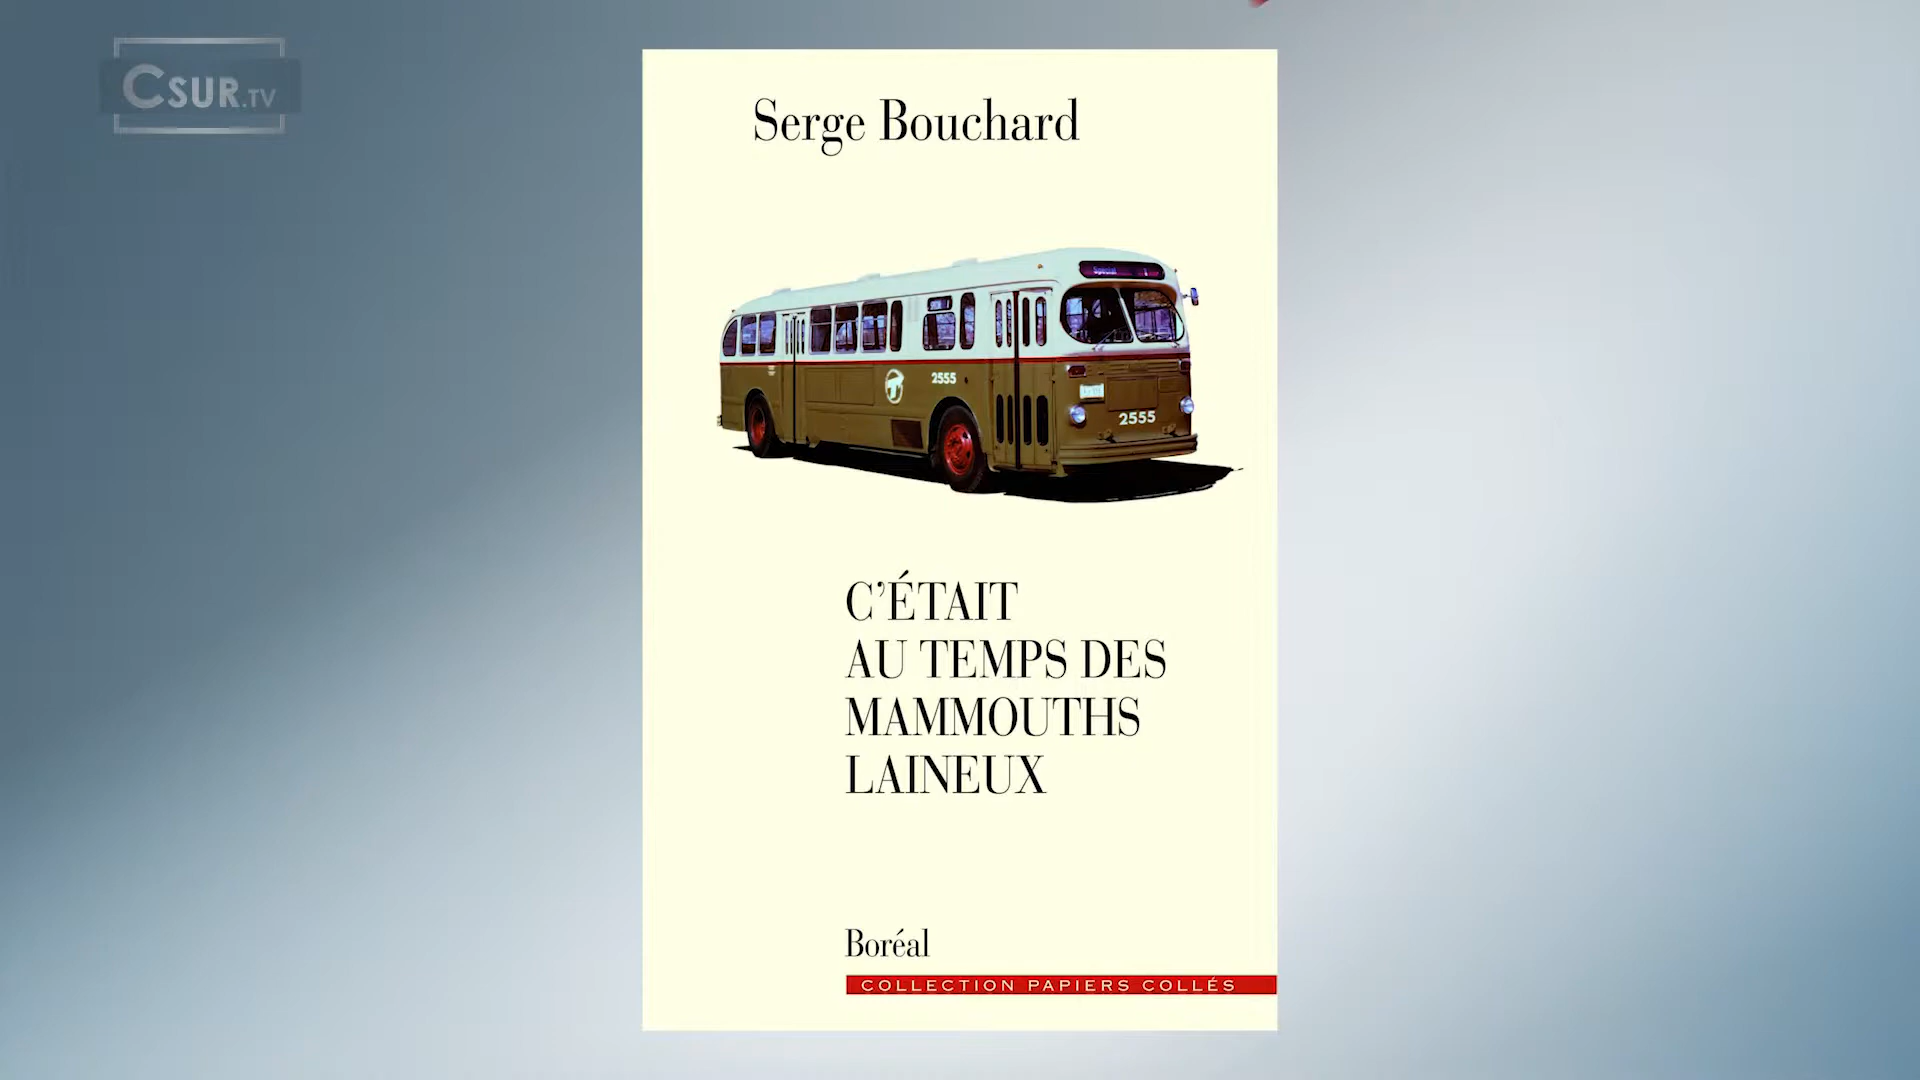 CSUR.TV
Serge Bouchard
2555
2555
C'ÉTAIT
AU TEMPS DES
MAMMOUTHS
LAINEUX
Boréal
COLLECTION PAPIERS COLLÉS